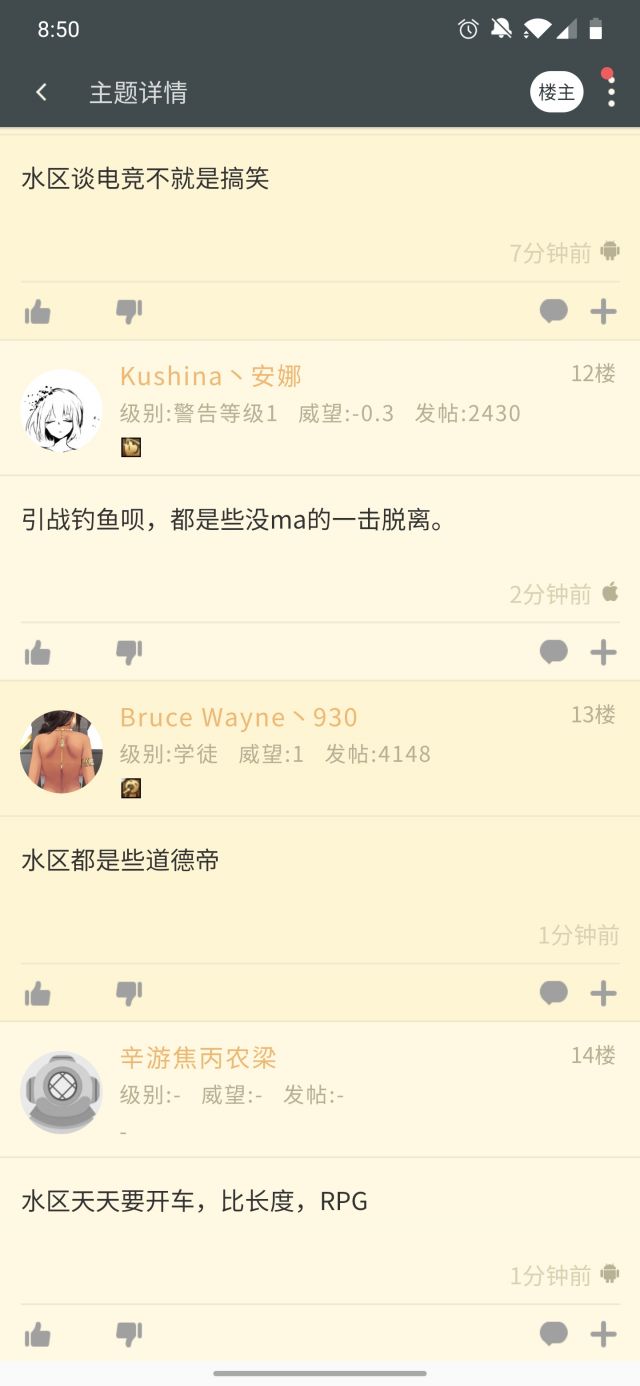 8:50
主题详情
楼主
水区谈电竞不就是搞笑
7分钟前
Kushina丶安娜
12楼
级别:警告等级1 威望:-0.3 发帖:2430
引战钓鱼呗，都是些没ma的一击脱离。
2分钟前
Bruce Wayne丶930
13楼
级别:学徒 威望:1 发帖:4148
水区都是些道德帝
1分钟前
辛游焦丙农梁
14楼
级别:- 威望:- 发帖:-
-
水区天天要开车，比长度，RPG
1分钟前